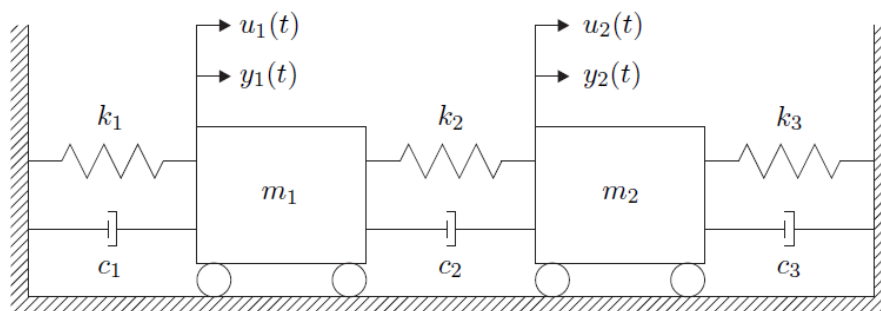 u₁(t) u₂(t)
y₁(t) y₂(t)
k₁ k₂ k₃
m₁ m₂
c₁ c₂ c₃